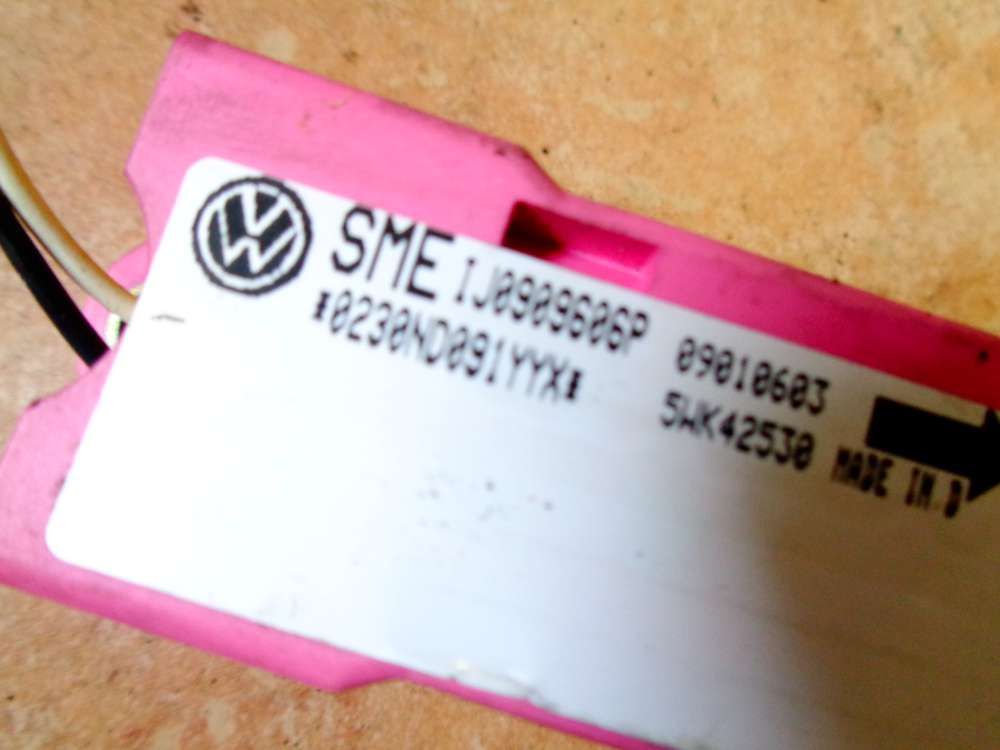 SME 1J0909606P 09010603
*0230ND091YYX* 5WK42530 MADE IN D